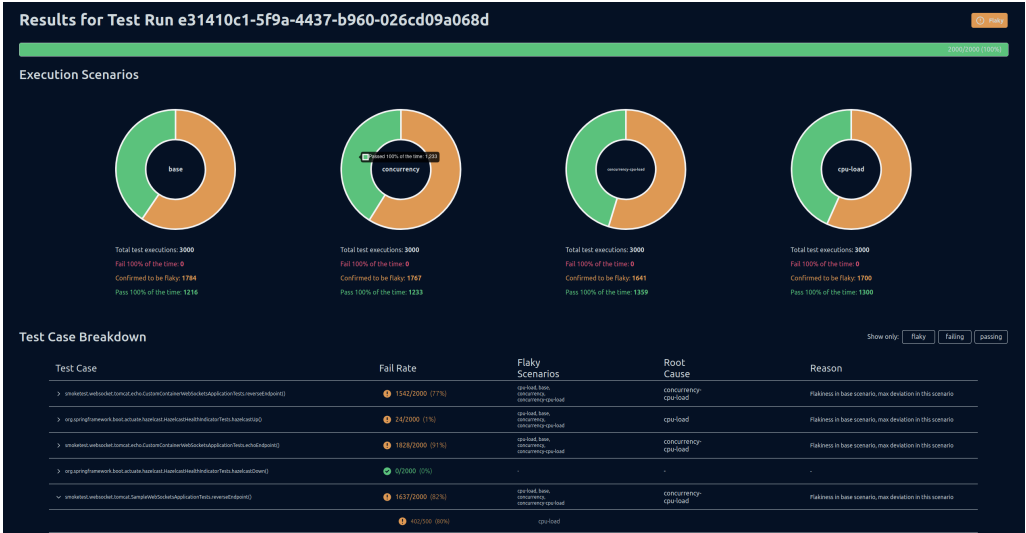 Results for Test Run e31410c1-5f9a-4437-b960-026cd09a068d
Flaky
2000/2000 (100%)
Execution Scenarios
base
Passed 100% of the time: 1,233
concurrency
concurrency-cpu-load
cpu-load
Total test executions: 3000
Fail 100% of the time: 0
Confirmed to be flaky: 1784
Pass 100% of the time: 1216
Total test executions: 3000
Fail 100% of the time: 0
Confirmed to be flaky: 1767
Pass 100% of the time: 1233
Total test executions: 3000
Fail 100% of the time: 0
Confirmed to be flaky: 1641
Pass 100% of the time: 1359
Total test executions: 3000
Fail 100% of the time: 0
Confirmed to be flaky: 1700
Pass 100% of the time: 1300
Test Case Breakdown
Show only: flaky failing passing
Test Case
Fail Rate
Flaky
Scenarios
Root
Cause
Reason
smoketest.websocket.tomcat.echo.CustomContainerWebSocketsApplicationTests.reverseEndpoint()
1542/2000 (77%)
cpu-load, base,
concurrency,
concurrency-cpu-load
concurrency-
cpu-load
Flakiness in base scenario, max deviation in this scenario
org.springframework.boot.actuate.hazelcast.HazelcastHealthIndicatorTests.hazelcastUp()
24/2000 (1%)
cpu-load, base,
concurrency,
concurrency-cpu-load
cpu-load
Flakiness in base scenario, max deviation in this scenario
smoketest.websocket.tomcat.echo.CustomContainerWebSocketsApplicationTests.echoEndpoint()
1828/2000 (91%)
cpu-load, base,
concurrency,
concurrency-cpu-load
concurrency-
cpu-load
Flakiness in base scenario, max deviation in this scenario
org.springframework.boot.actuate.hazelcast.HazelcastHealthIndicatorTests.hazelcastDown()
0/2000 (0%)
-
-
-
smoketest.websocket.tomcat.SampleWebSocketsApplicationTests.reverseEndpoint()
1637/2000 (82%)
cpu-load, base,
concurrency,
concurrency-cpu-load
concurrency-
cpu-load
Flakiness in base scenario, max deviation in this scenario
402/500 (80%)
cpu-load